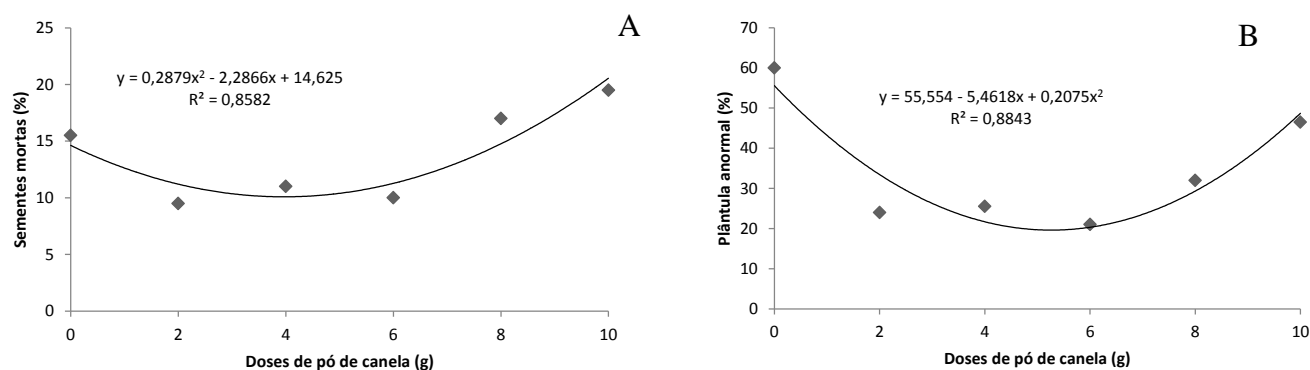 A
25
20
15
10
5
0
Sementes mortas (%)
y = 0,2879x² - 2,2866x + 14,625
R² = 0,8582
0 2 4 6 8 10
Doses de pó de canela (g)
B
70
60
50
40
30
20
10
0
Plântula anormal (%)
y = 55,554 - 5,4618x + 0,2075x²
R² = 0,8843
0 2 4 6 8 10
Doses de pó de canela (g)